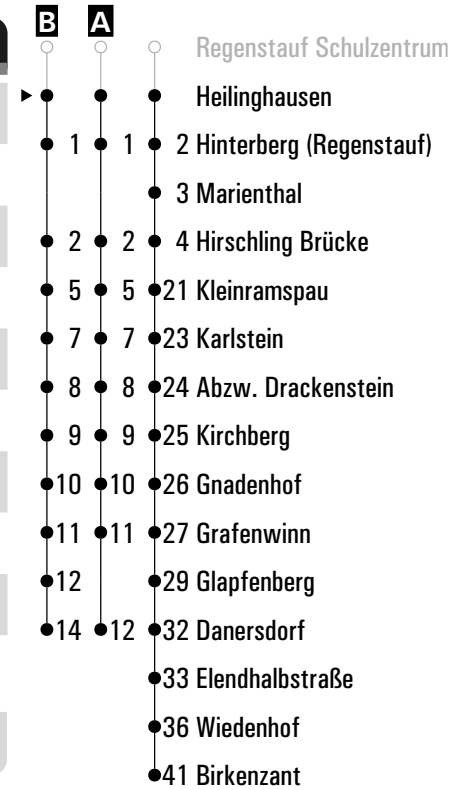 B A
Regenstauf Schulzentrum
Heilinghausen
1 1 2 Hinterberg (Regenstauf)
3 Marienthal
2 2 4 Hirschling Brücke
5 5 21 Kleinramspau
7 7 23 Karlstein
8 8 24 Abzw. Drackenstein
9 9 25 Kirchberg
10 10 26 Gnadenhof
11 11 27 Grafenwinn
12 29 Glapfenberg
14 12 32 Danersdorf
33 Elendhalbstraße
36 Wiedenhof
41 Birkenzant